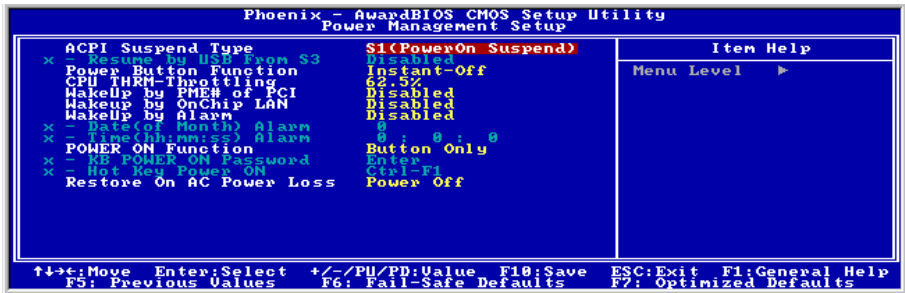 Phoenix - AwardBIOS CMOS Setup Utility
Power Management Setup
ACPI Suspend Type S1(PowerOn Suspend) Item Help
x - Resume by USB From S3 Disabled
Power Button Function Instant-Off Menu Level ►
CPU THRM-Throttling 62.5%
WakeUp by PME# of PCI Disabled
WakeUp by OnChip LAN Disabled
WakeUp by Alarm Disabled
x - Date(of Month) Alarm 0
x - Time(hh:mm:ss) Alarm 0 : 0 : 0
POWER ON Function Button Only
x - KB POWER ON Password Enter
x - Hot Key Power ON Ctrl-F1
Restore On AC Power Loss Power Off
↑↓→←:Move Enter:Select +/-/PU/PD:Value F10:Save ESC:Exit F1:General Help
F5: Previous Values F6: Fail-Safe Defaults F7: Optimized Defaults